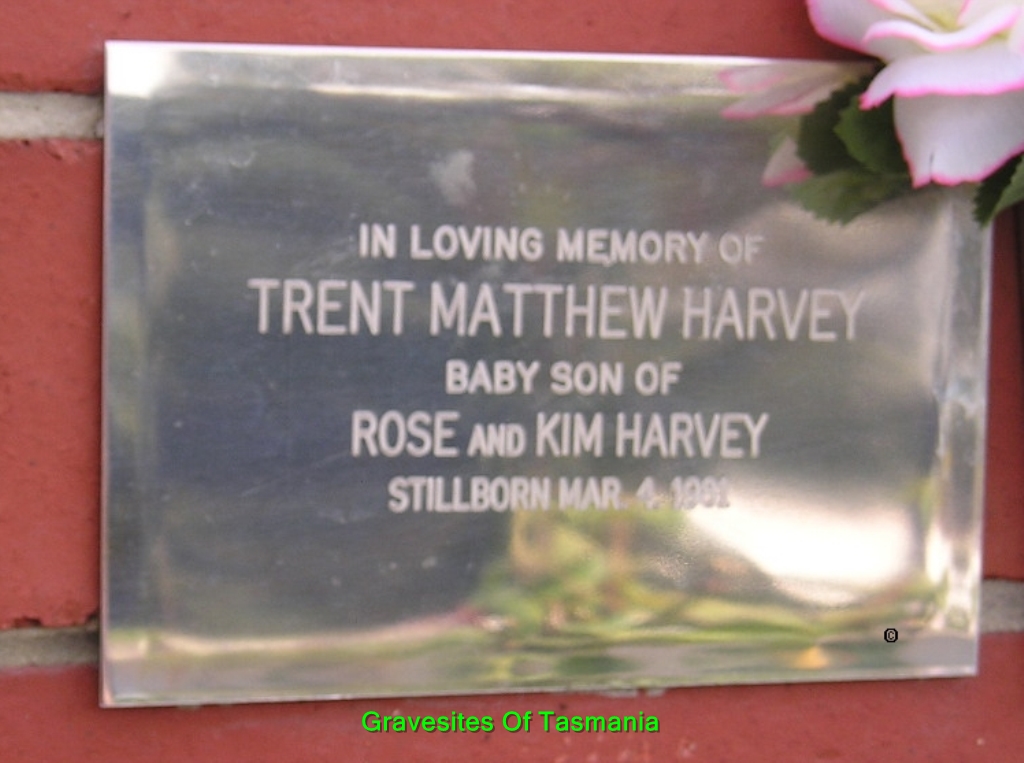 IN LOVING MEMORY OF
TRENT MATTHEW HARVEY
BABY SON OF
ROSE AND KIM HARVEY
STILLBORN MAR. 4. 1991
©
Gravesites Of Tasmania